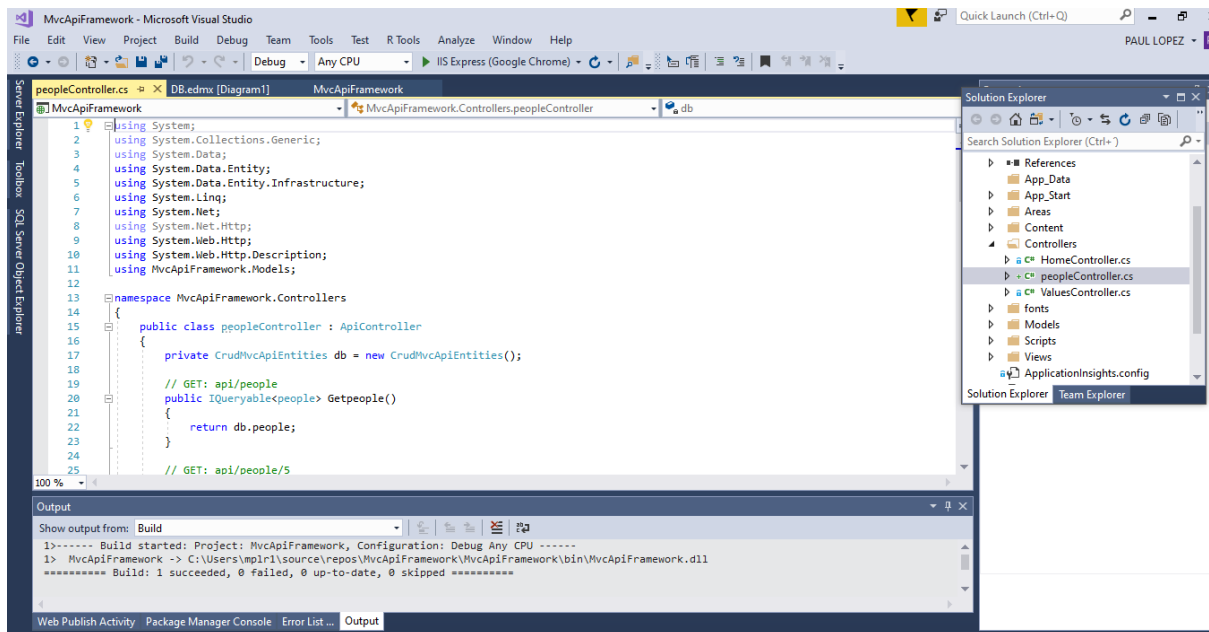 MvcApiFramework - Microsoft Visual Studio
Quick Launch (Ctrl+Q)
File Edit View Project Build Debug Team Tools Test R Tools Analyze Window Help
PAUL LOPEZ
Debug Any CPU IIS Express (Google Chrome)
Server Explorer
Toolbox
SQL Server Object Explorer
peopleController.cs DB.edmx [Diagram1] MvcApiFramework
MvcApiFramework MvcApiFramework.Controllers.peopleController db
1 using System;
2 using System.Collections.Generic;
3 using System.Data;
4 using System.Data.Entity;
5 using System.Data.Entity.Infrastructure;
6 using System.Linq;
7 using System.Net;
8 using System.Net.Http;
9 using System.Web.Http;
10 using System.Web.Http.Description;
11 using MvcApiFramework.Models;
12
13 namespace MvcApiFramework.Controllers
14 {
15 public class peopleController : ApiController
16 {
17 private CrudMvcApiEntities db = new CrudMvcApiEntities();
18
19 // GET: api/people
20 public IQueryable<people> Getpeople()
21 {
22 return db.people;
23 }
24
25 // GET: api/people/5
100 %
Solution Explorer
Search Solution Explorer (Ctrl+´)
References
App_Data
App_Start
Areas
Content
Controllers
C# HomeController.cs
C# peopleController.cs
C# ValuesController.cs
fonts
Models
Scripts
Views
ApplicationInsights.config
Solution Explorer Team Explorer
Output
Show output from: Build
1>------ Build started: Project: MvcApiFramework, Configuration: Debug Any CPU ------
1> MvcApiFramework -> C:\Users\mplr1\source\repos\MvcApiFramework\MvcApiFramework\bin\MvcApiFramework.dll
========== Build: 1 succeeded, 0 failed, 0 up-to-date, 0 skipped ==========
Web Publish Activity Package Manager Console Error List ... Output